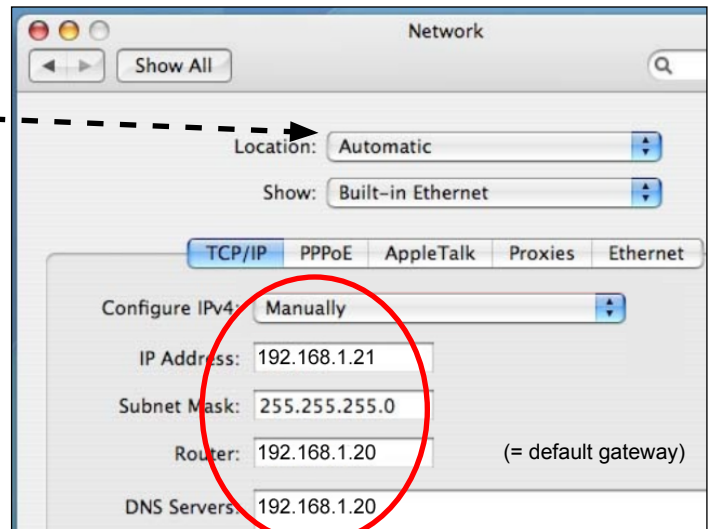 Network
Show All
Location: Automatic
Show: Built-in Ethernet
TCP/IP PPPoE AppleTalk Proxies Ethernet
Configure IPv4: Manually
IP Address: 192.168.1.21
Subnet Mask: 255.255.255.0
Router: 192.168.1.20 (= default gateway)
DNS Servers: 192.168.1.20